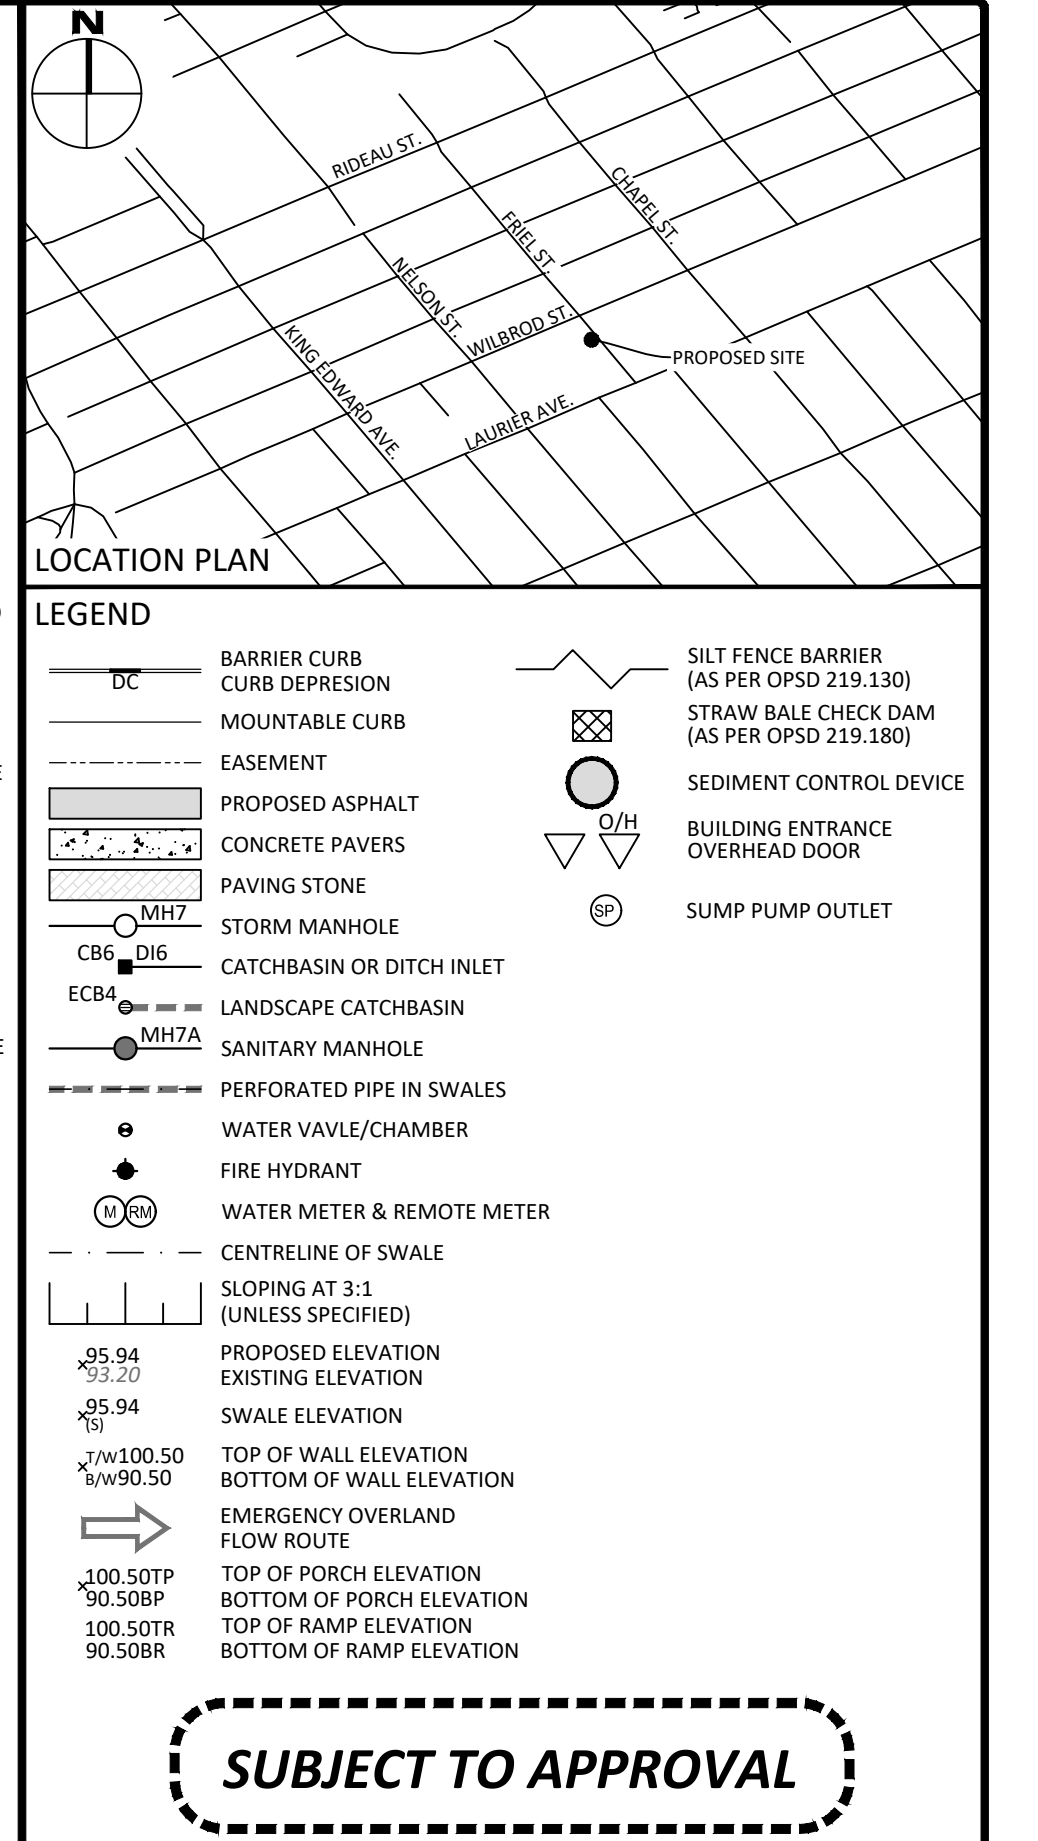 N
RIDEAU ST.
CHAPEL ST.
FRIEL ST.
NELSON ST.
WILBROD ST.
KING EDWARD AVE.
LAURIER AVE.
PROPOSED SITE
LOCATION PLAN
LEGEND
DC
BARRIER CURB
CURB DEPRESION
MOUNTABLE CURB
EASEMENT
PROPOSED ASPHALT
CONCRETE PAVERS
PAVING STONE
MH7
STORM MANHOLE
CB6 DI6
CATCHBASIN OR DITCH INLET
ECB4
LANDSCAPE CATCHBASIN
MH7A
SANITARY MANHOLE
PERFORATED PIPE IN SWALES
WATER VAVLE/CHAMBER
FIRE HYDRANT
M RM
WATER METER & REMOTE METER
CENTRELINE OF SWALE
SLOPING AT 3:1
(UNLESS SPECIFIED)
95.94 PROPOSED ELEVATION
93.20 EXISTING ELEVATION
95.94
(S)
SWALE ELEVATION
T/W100.50 TOP OF WALL ELEVATION
B/W90.50 BOTTOM OF WALL ELEVATION
EMERGENCY OVERLAND
FLOW ROUTE
100.50TP TOP OF PORCH ELEVATION
90.50BP BOTTOM OF PORCH ELEVATION
100.50TR TOP OF RAMP ELEVATION
90.50BR BOTTOM OF RAMP ELEVATION
SILT FENCE BARRIER
(AS PER OPSD 219.130)
STRAW BALE CHECK DAM
(AS PER OPSD 219.180)
SEDIMENT CONTROL DEVICE
O/H
BUILDING ENTRANCE
OVERHEAD DOOR
SP
SUMP PUMP OUTLET
SUBJECT TO APPROVAL